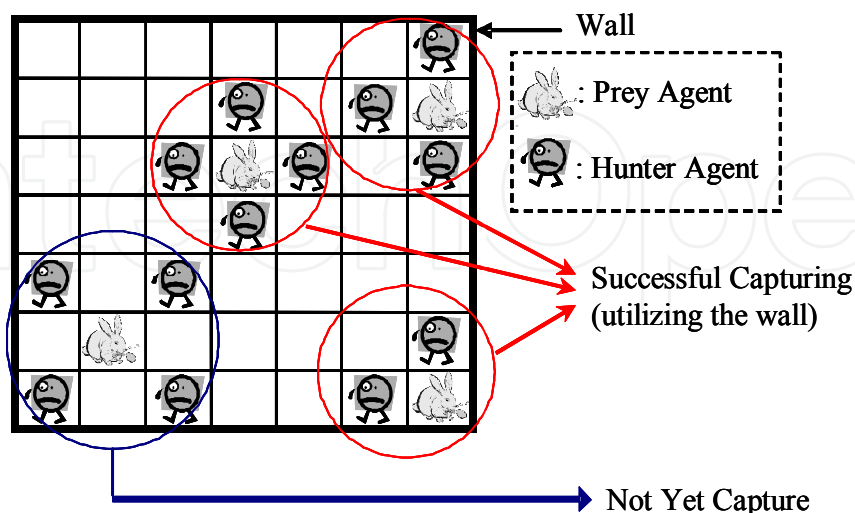 Wall
: Prey Agent
: Hunter Agent
Successful Capturing
(utilizing the wall)
Not Yet Capture